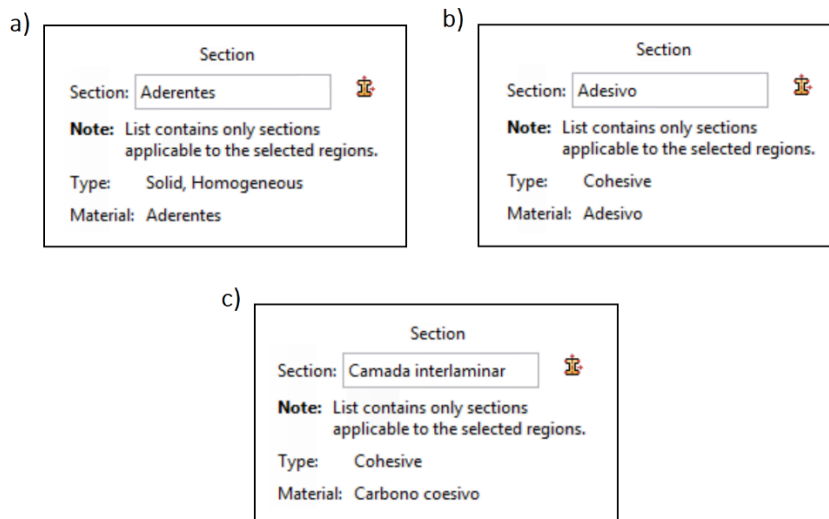 a)
Section
Section: Aderentes
Note: List contains only sections
applicable to the selected regions.
Type: Solid, Homogeneous
Material: Aderentes
b)
Section
Section: Adesivo
Note: List contains only sections
applicable to the selected regions.
Type: Cohesive
Material: Adesivo
c)
Section
Section: Camada interlaminar
Note: List contains only sections
applicable to the selected regions.
Type: Cohesive
Material: Carbono coesivo